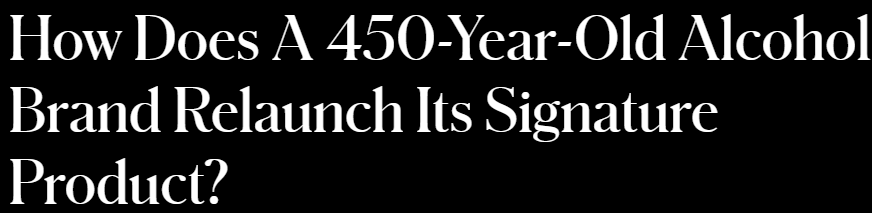 How Does A 450-Year-Old Alcohol
Brand Relaunch Its Signature
Product?